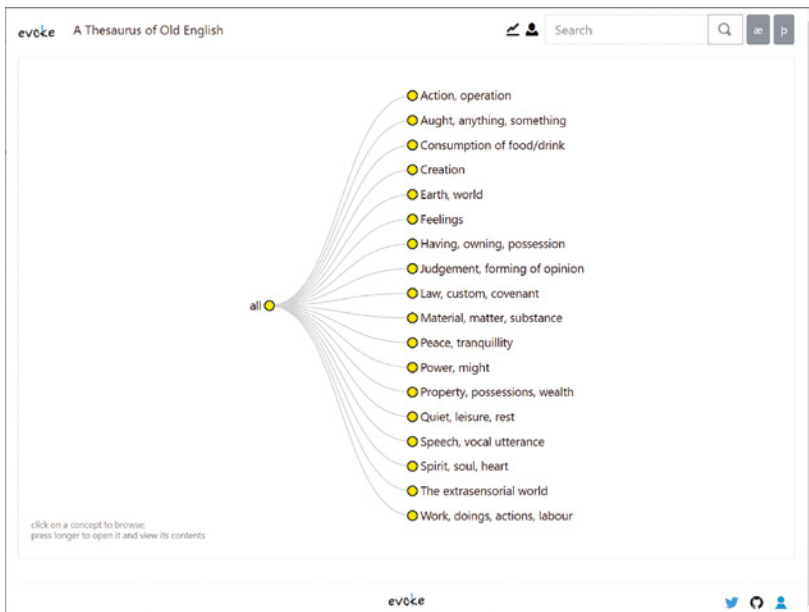 evoke A Thesaurus of Old English Search æ þ
Action, operation
Aught, anything, something
Consumption of food/drink
Creation
Earth, world
Feelings
Having, owning, possession
Judgement, forming of opinion
Law, custom, covenant
all
Material, matter, substance
Peace, tranquillity
Power, might
Property, possessions, wealth
Quiet, leisure, rest
Speech, vocal utterance
Spirit, soul, heart
The extrasensorial world
Work, doings, actions, labour
click on a concept to browse;
press longer to open it and view its contents
evoke